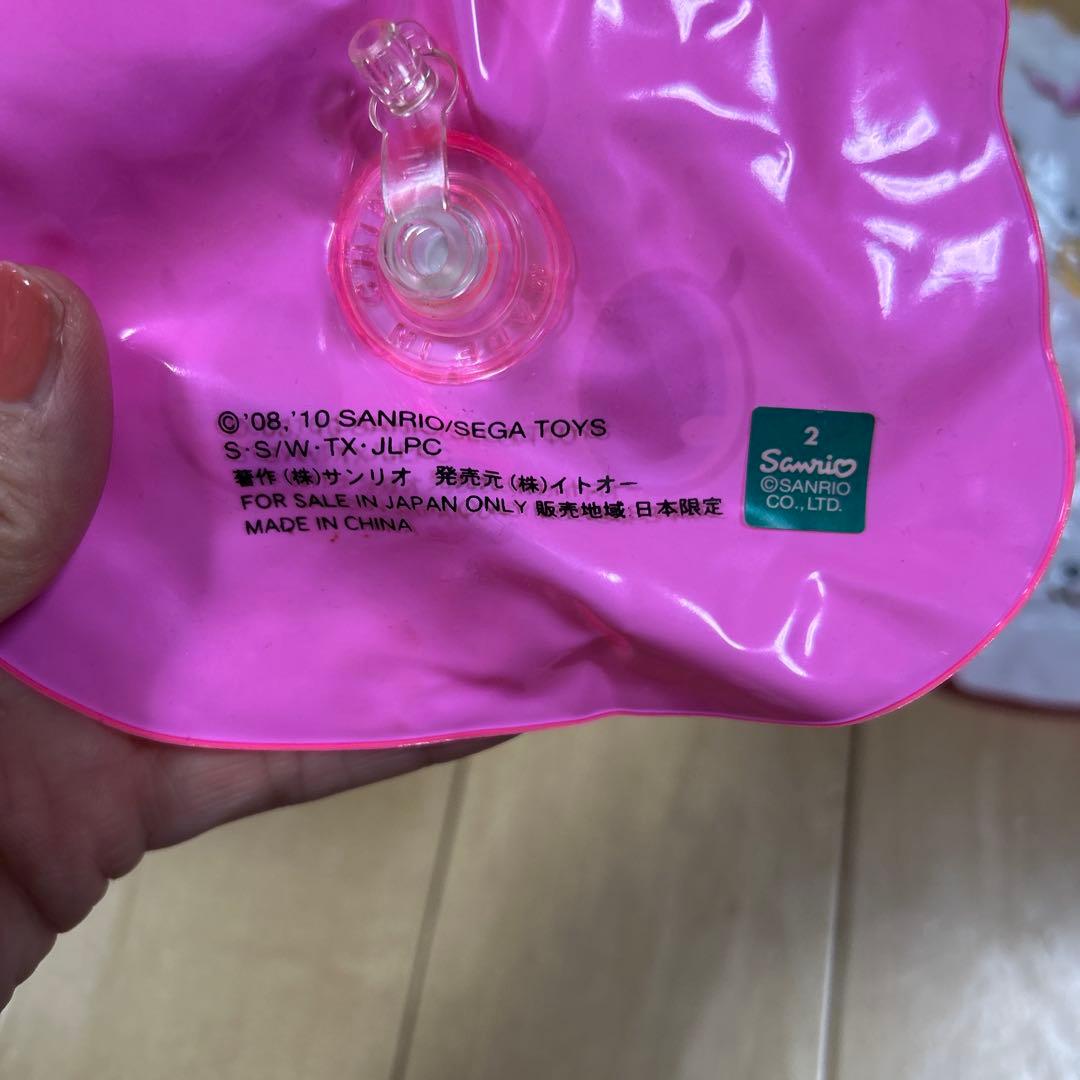 ©'08,'10 SANRIO/SEGA TOYS
S·S/W·TX·JLPC
著作(株)サンリオ 発売元(株)イトオー
FOR SALE IN JAPAN ONLY 販売地域:日本限定
MADE IN CHINA
2
Sanrio
©SANRIO
CO.,LTD.